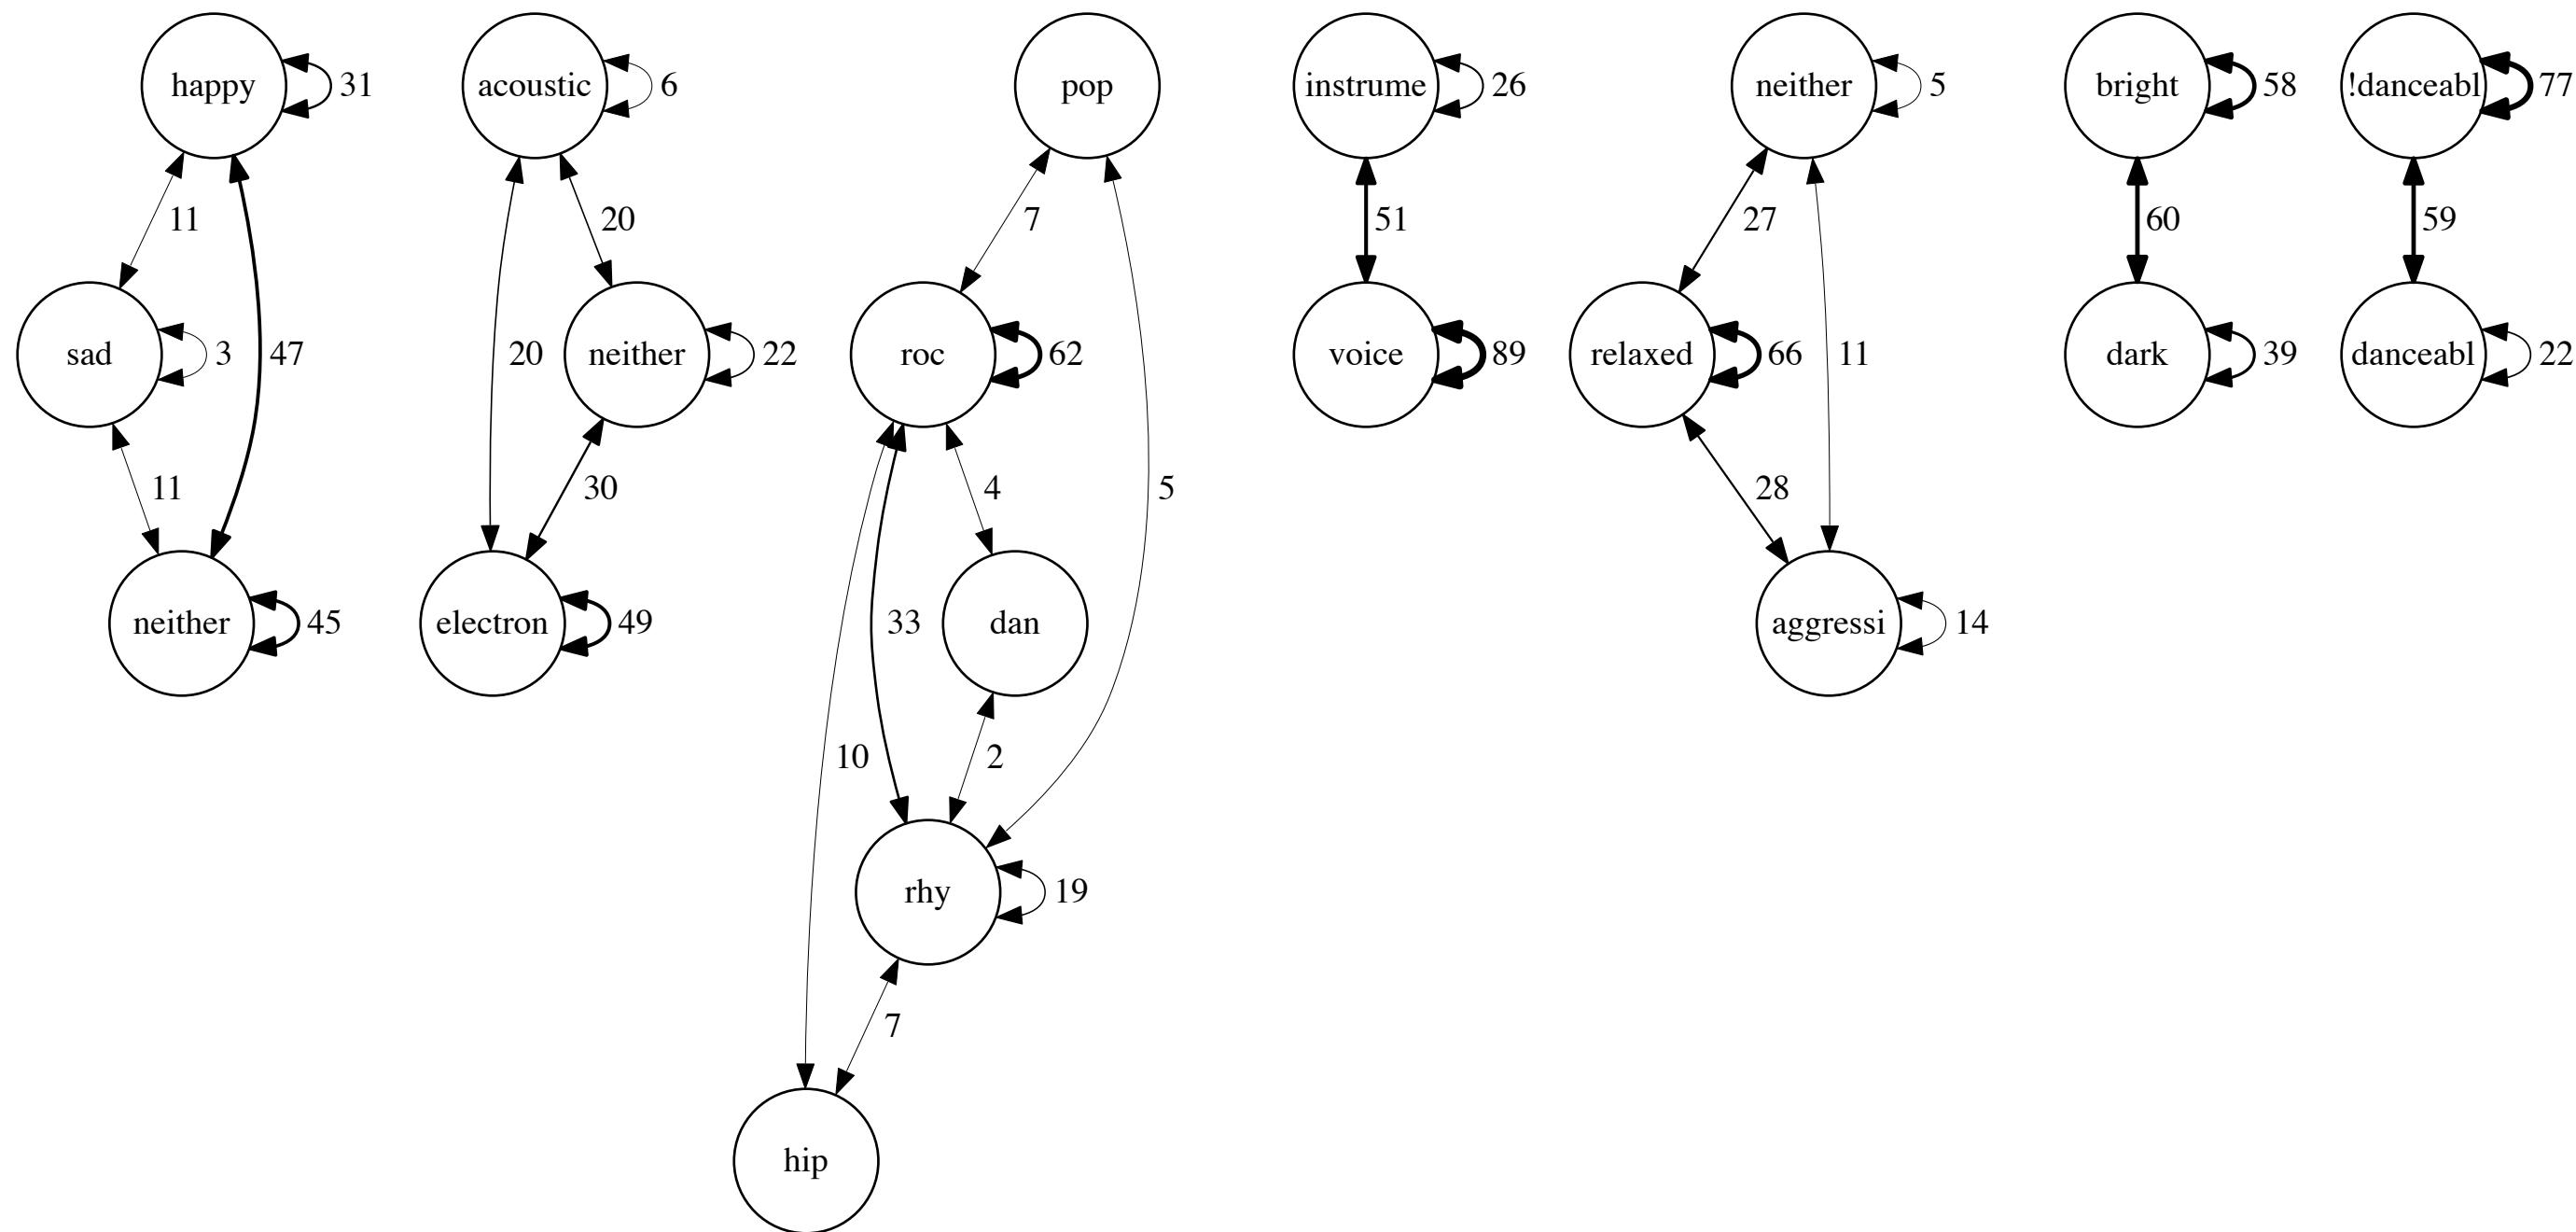 happy 31 acoustic 6 pop instrume 26 neither 5 bright 58 !danceabl 77
11 20 7 51 27 60 59
sad 3 47 20 neither 22 roc 62 voice 89 relaxed 66 11 dark 39 danceabl 22
11 30 4 5 28
neither 45 electron 49 33 dan aggressi 14
10 2
rhy 19
7
hip